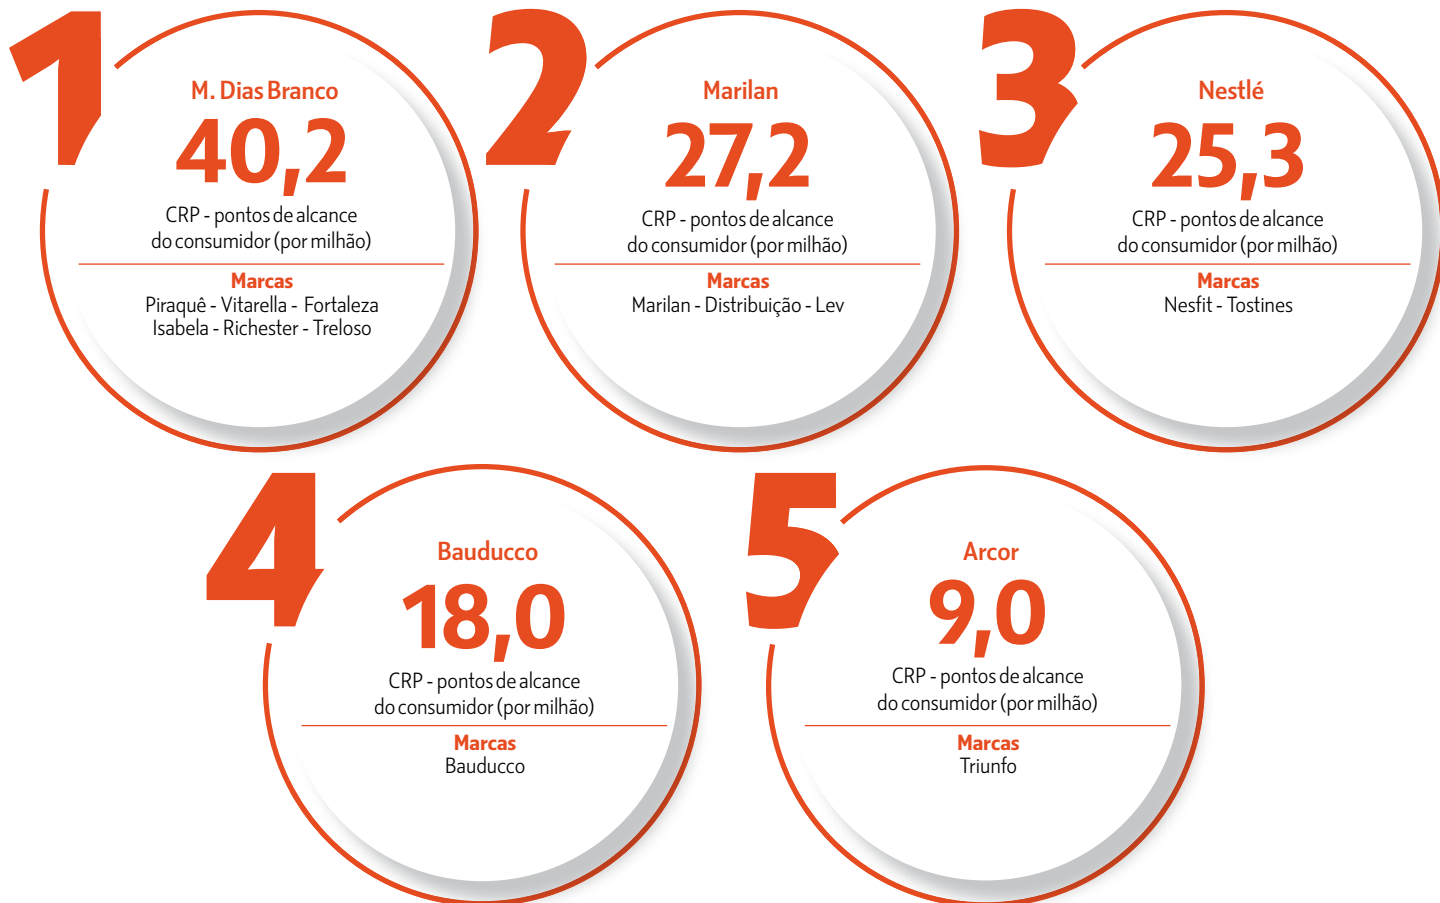 1
M. Dias Branco
40,2
CRP - pontos de alcance
do consumidor (por milhão)
Marcas
Piraquê - Vitarella - Fortaleza
Isabela - Richester - Treloso
2
Marilan
27,2
CRP - pontos de alcance
do consumidor (por milhão)
Marcas
Marilan - Distribuição - Lev
3
Nestlé
25,3
CRP - pontos de alcance
do consumidor (por milhão)
Marcas
Nesfit - Tostines
4
Bauducco
18,0
CRP - pontos de alcance
do consumidor (por milhão)
Marcas
Bauducco
5
Arcor
9,0
CRP - pontos de alcance
do consumidor (por milhão)
Marcas
Triunfo